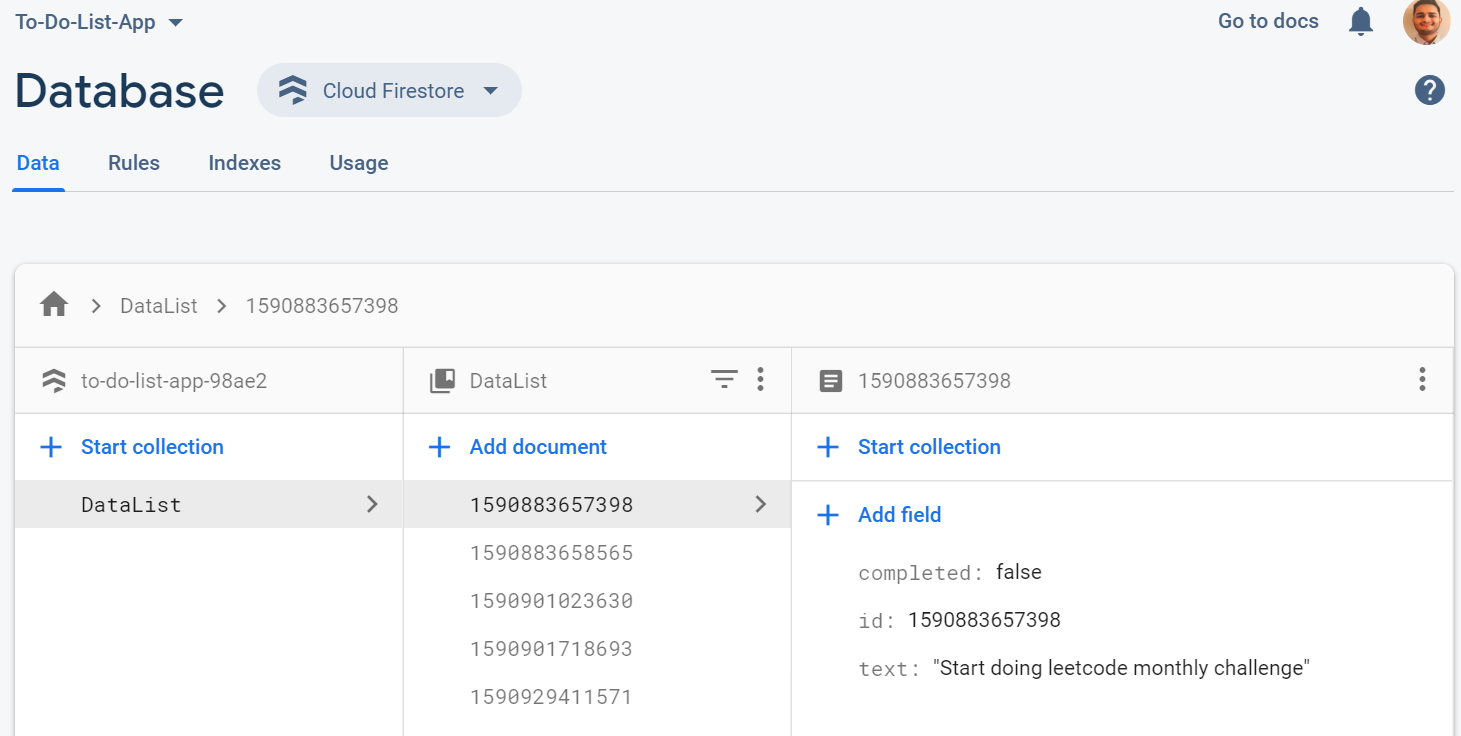 To-Do-List-App
Go to docs
Database
Cloud Firestore
?
Data Rules Indexes Usage
DataList 1590883657398
to-do-list-app-98ae2
DataList
1590883657398
+ Start collection
+ Add document
+ Start collection
DataList
1590883657398
1590883658565
1590901023630
1590901718693
1590929411571
+ Add field
completed: false
id: 1590883657398
text: "Start doing leetcode monthly challenge"